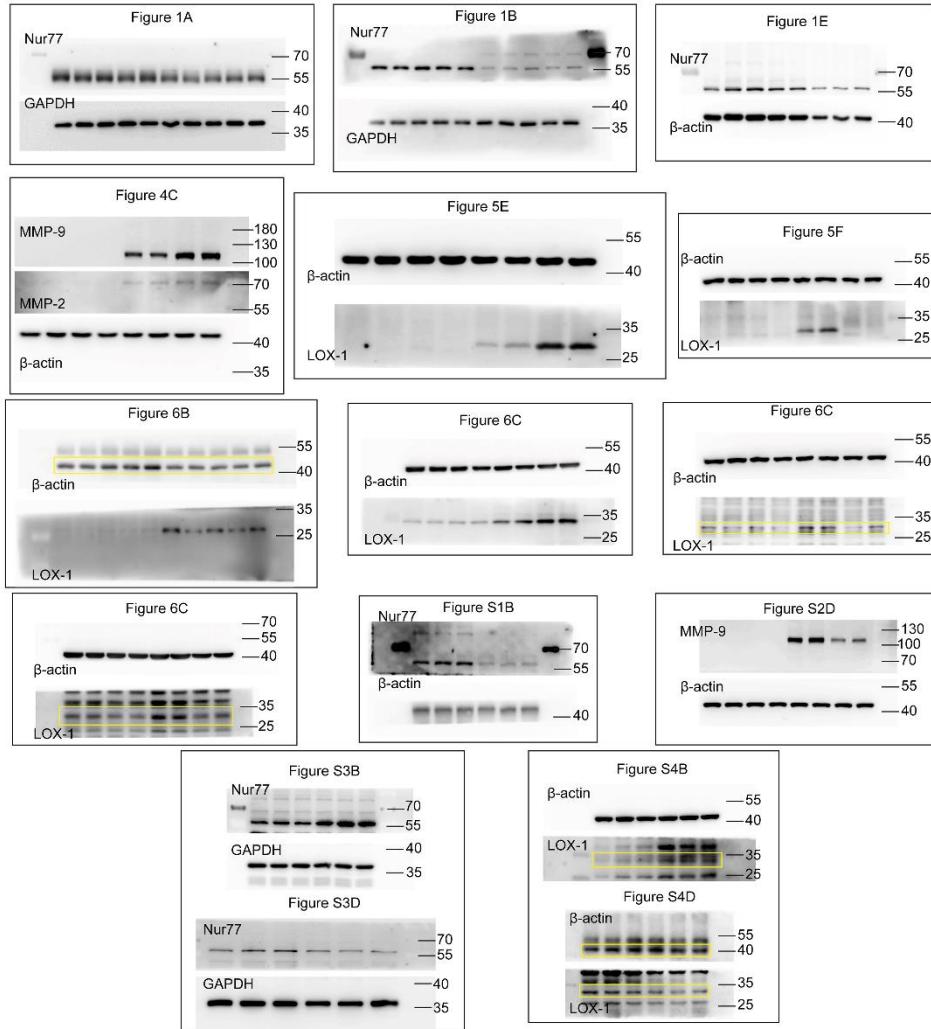 Figure 1A
Nur77
70
55
GAPDH
40
35
Figure 1B
Nur77
70
55
40
GAPDH
35
Figure 1E
Nur77
70
55
β-actin
40
Figure 4C
MMP-9
180
130
100
70
MMP-2
55
40
β-actin
35
Figure 5E
55
β-actin
40
35
LOX-1
25
Figure 5F
β-actin
55
40
35
LOX-1
25
Figure 6B
55
40
β-actin
35
25
LOX-1
Figure 6C
55
40
β-actin
35
LOX-1
25
Figure 6C
55
40
β-actin
35
LOX-1
25
Figure 6C
70
55
40
β-actin
35
25
LOX-1
Figure S1B
Nur77
70
55
β-actin
40
Figure S2D
MMP-9
130
100
70
β-actin
55
40
Figure S3B
Nur77
70
55
GAPDH
40
35
Figure S3D
Nur77
70
55
GAPDH
40
35
Figure S4B
β-actin
55
40
LOX-1
35
25
Figure S4D
β-actin
55
40
35
LOX-1
25